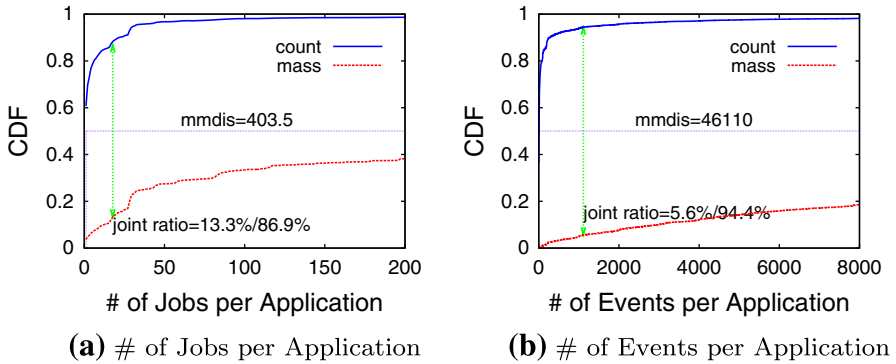 1
0.8
0.6
0.4
0.2
0
CDF
count
mass
mmdis=403.5
joint ratio=13.3%/86.9%
0 50 100 150 200
# of Jobs per Application
(a) # of Jobs per Application
1
0.8
0.6
0.4
0.2
0
CDF
count
mass
mmdis=46110
joint ratio=5.6%/94.4%
0 2000 4000 6000 8000
# of Events per Application
(b) # of Events per Application